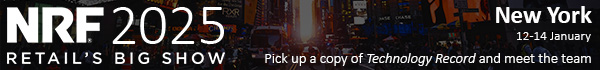 NRF 2025
RETAIL'S BIG SHOW
New York
12-14 January
Pick up a copy of Technology Record and meet the team